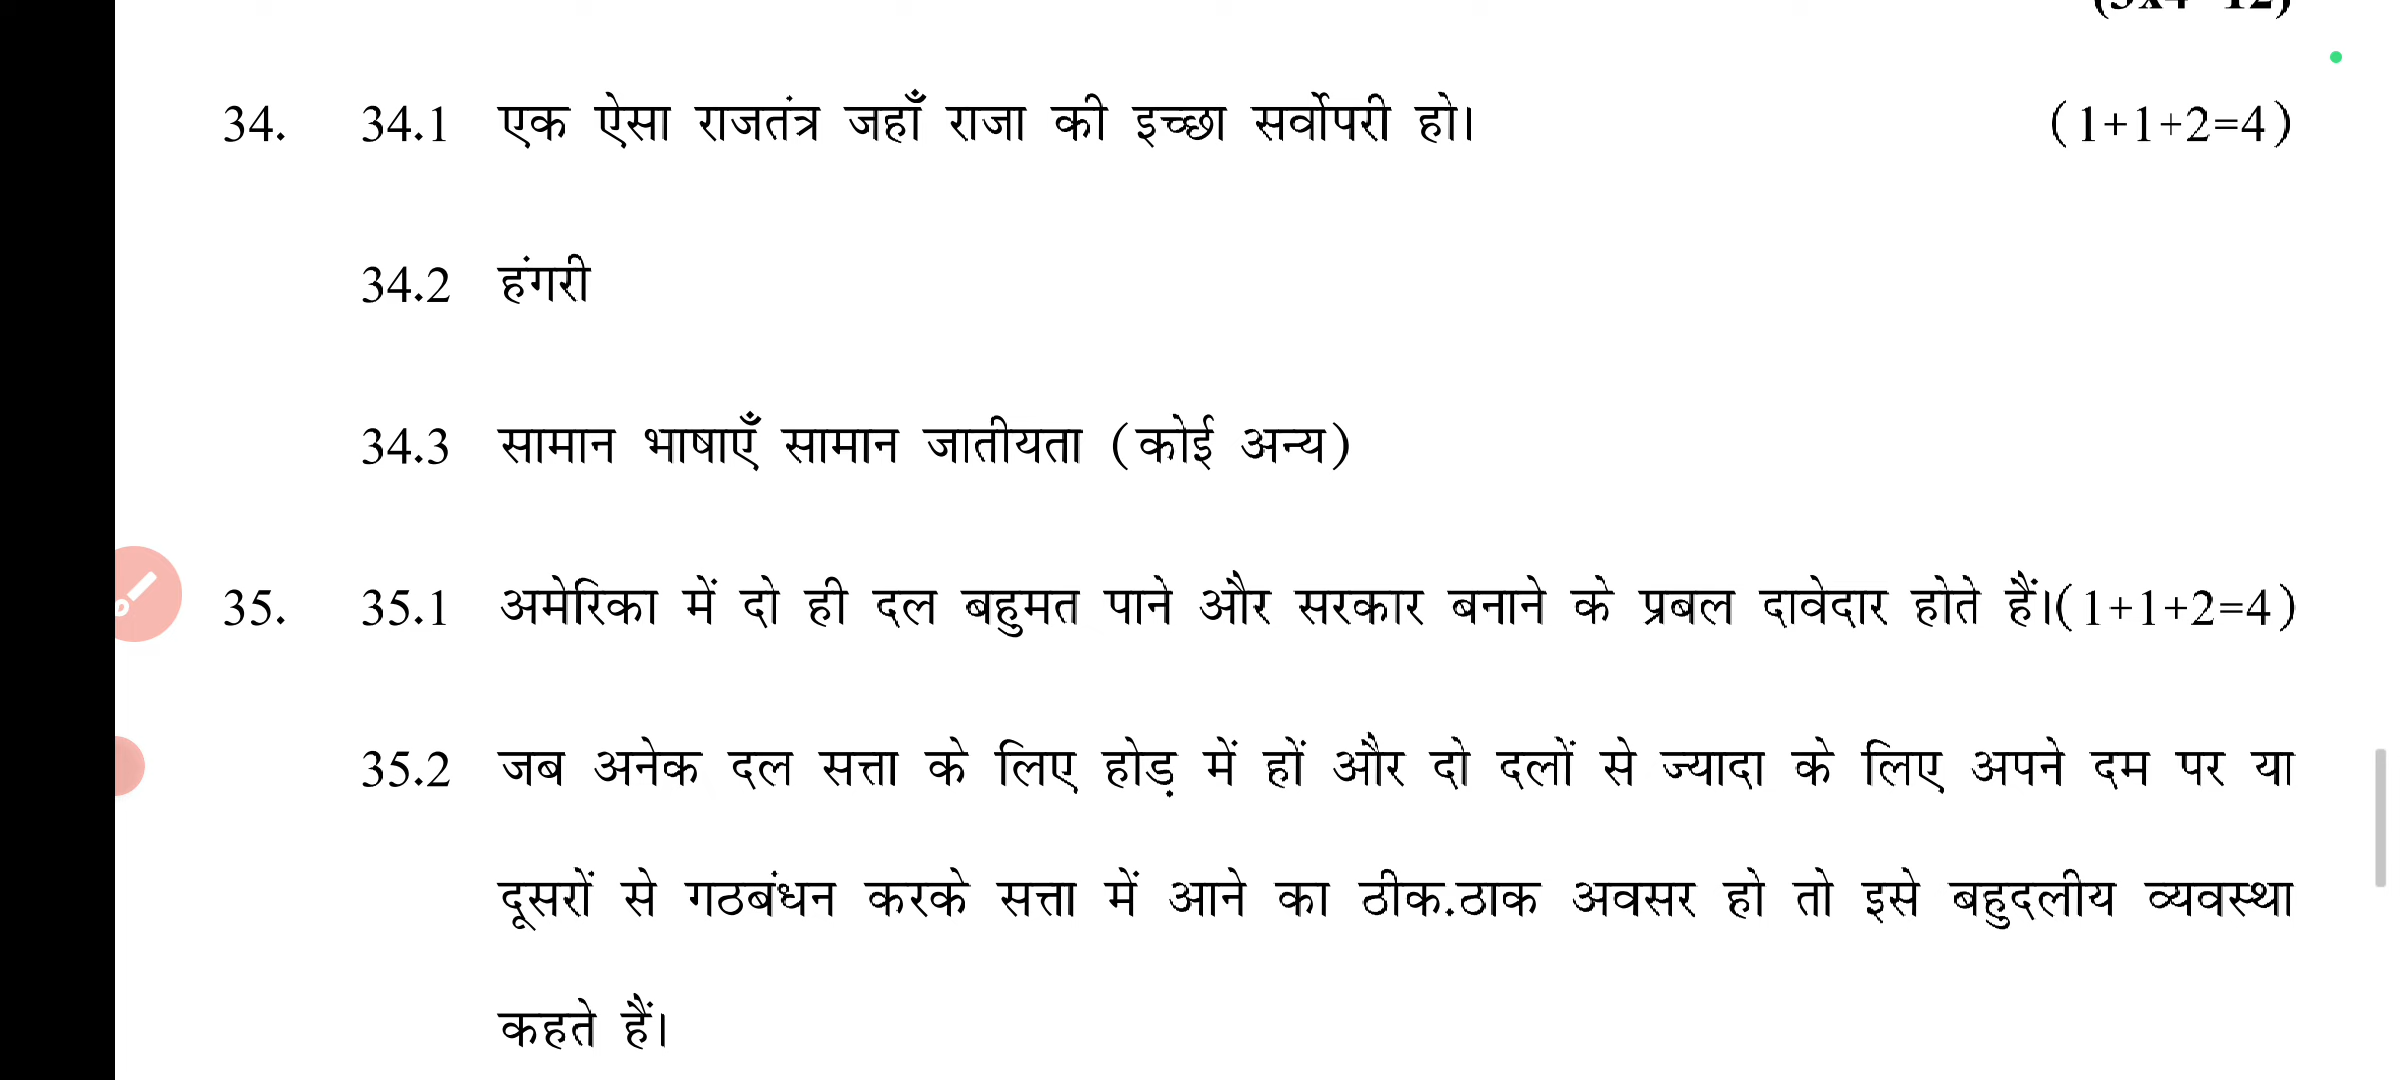 34. 34.1 एक ऐसा राजतंत्र जहाँ राजा की इच्छा सर्वोपरी हो। (1+1+2=4)
34.2 हंगरी
34.3 सामान भाषाएँ सामान जातीयता (कोई अन्य)
35. 35.1 अमेरिका में दो ही दल बहुमत पाने और सरकार बनाने के प्रबल दावेदार होते हैं।(1+1+2=4)
35.2 जब अनेक दल सत्ता के लिए होड़ में हों और दो दलों से ज्यादा के लिए अपने दम पर या
दूसरों से गठबंधन करके सत्ता में आने का ठीक.ठाक अवसर हो तो इसे बहुदलीय व्यवस्था
कहते हैं।